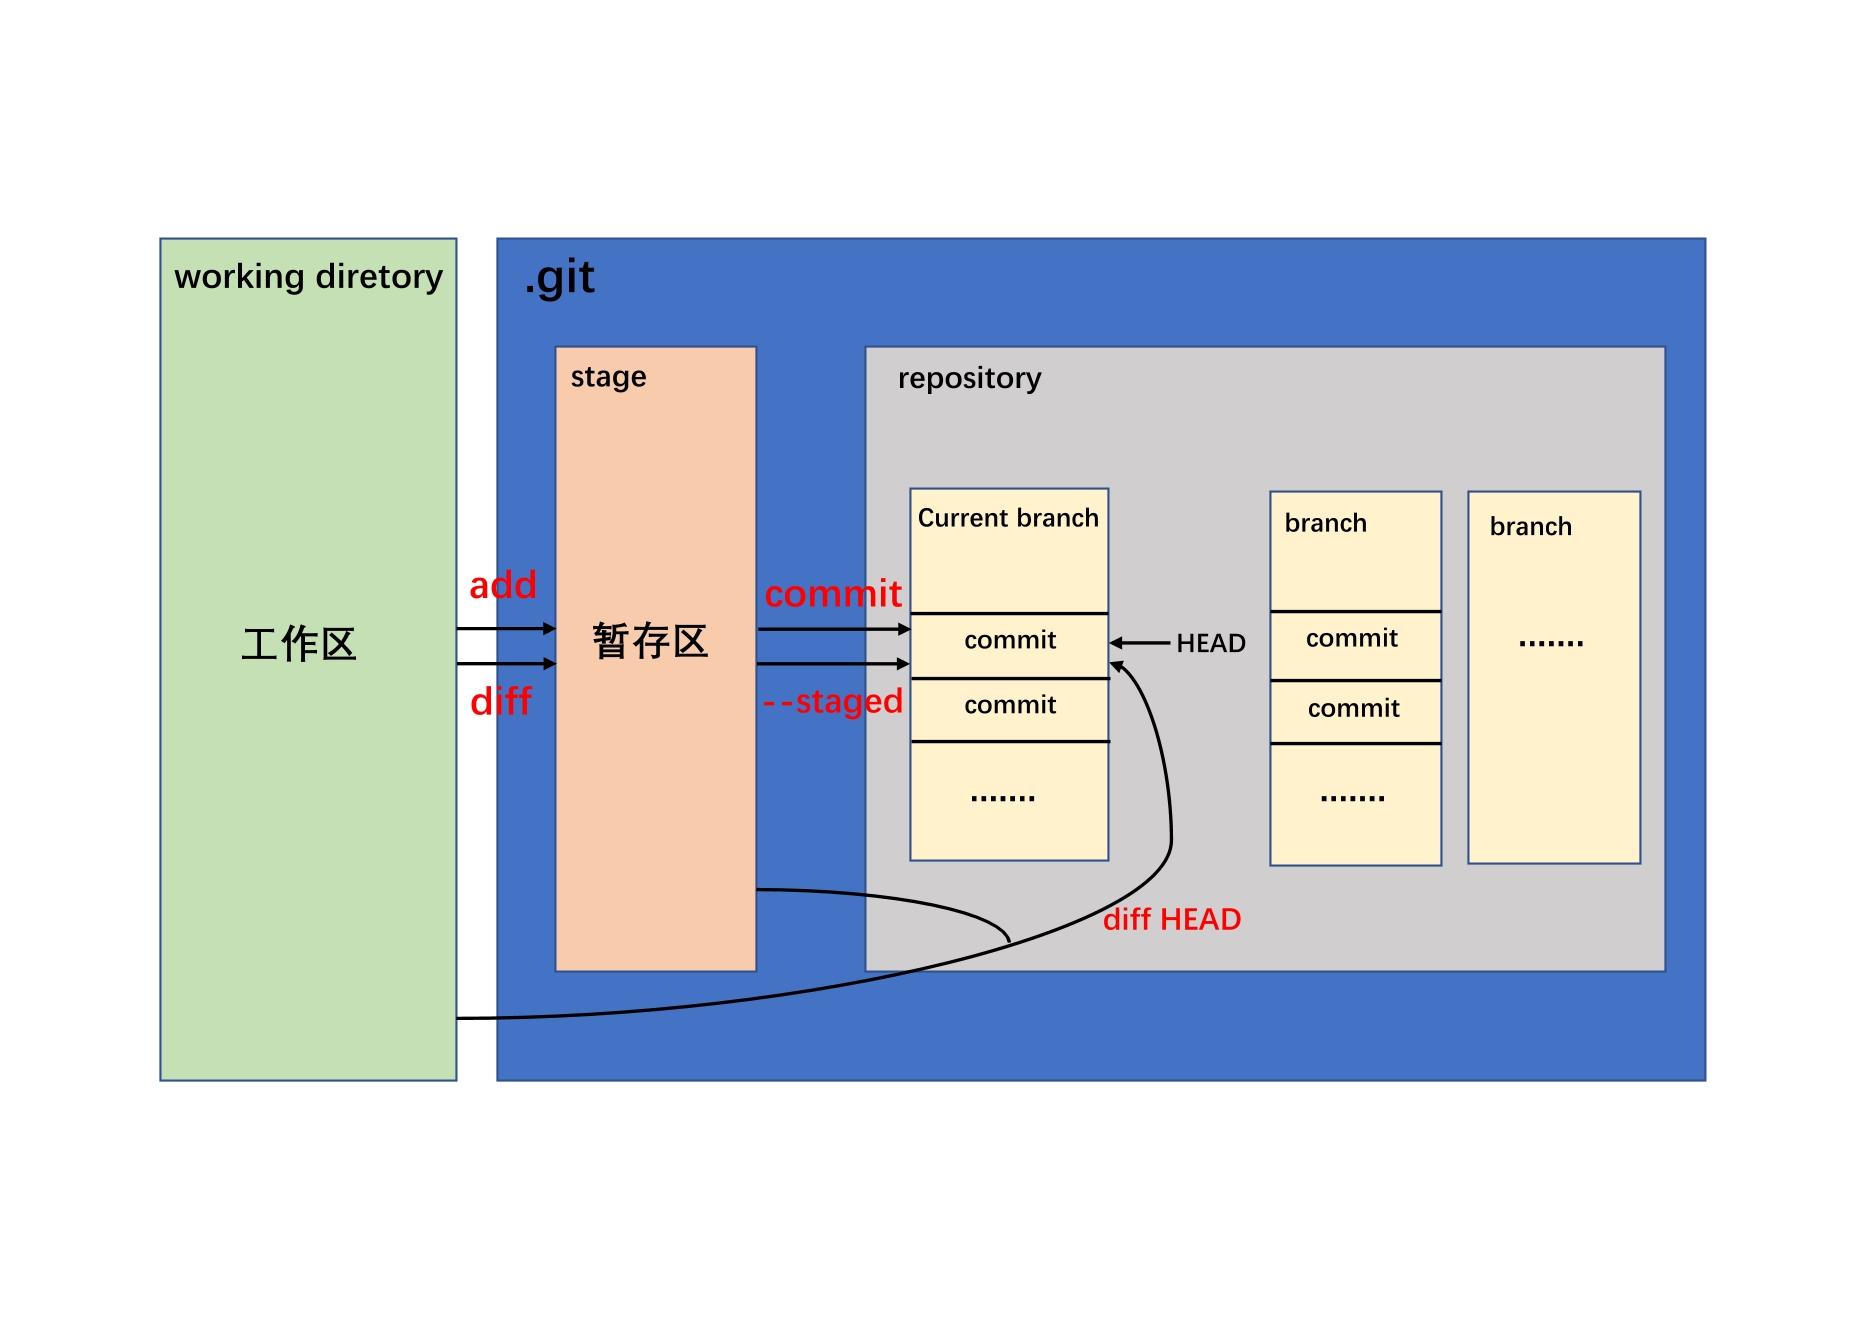 working diretory
工作区
add
diff
.git
stage
暂存区
commit
--staged
repository
Current branch
commit
commit
.......
HEAD
diff HEAD
branch
commit
commit
.......
branch
.......